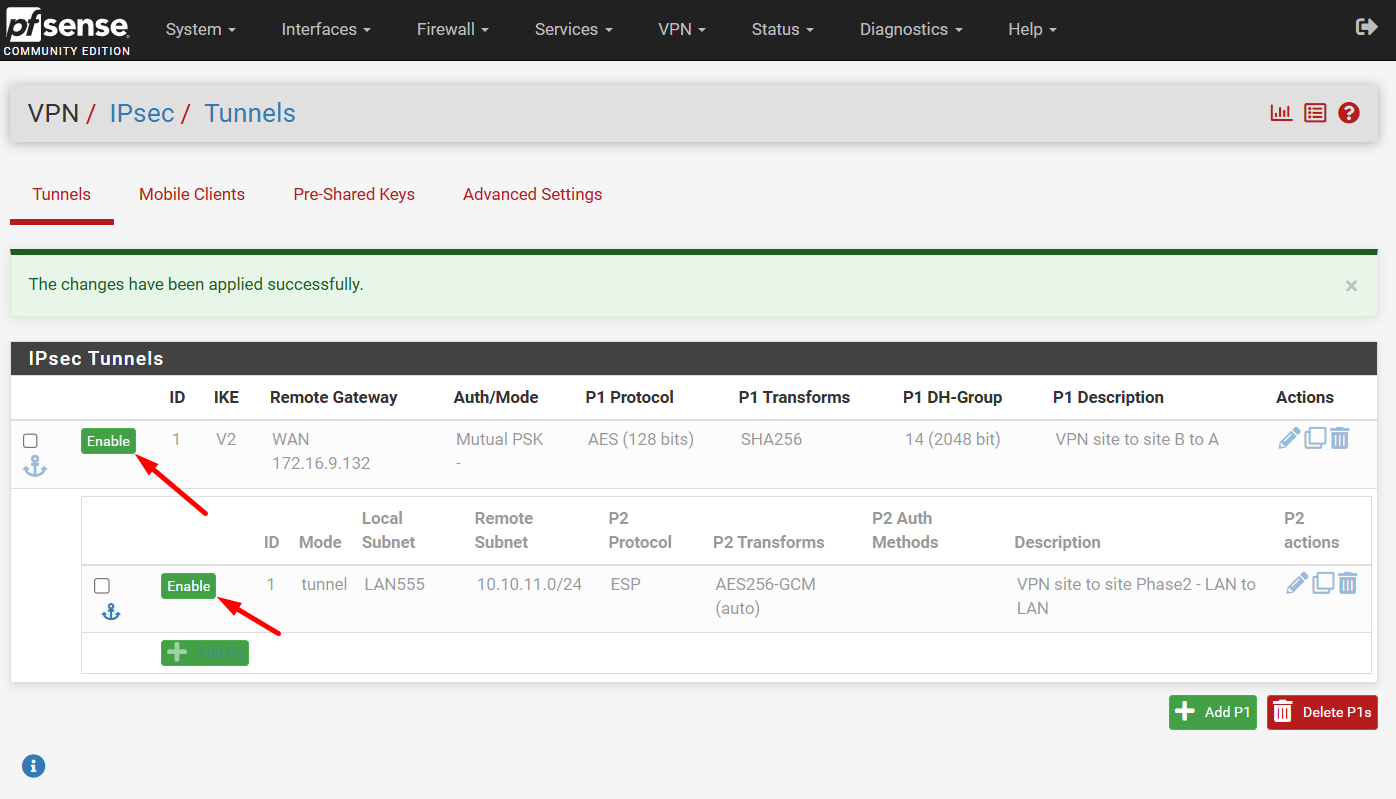 pfsense
COMMUNITY EDITION
System
Interfaces
Firewall
Services
VPN
Status
Diagnostics
Help
VPN / IPsec / Tunnels
Tunnels
Mobile Clients
Pre-Shared Keys
Advanced Settings
The changes have been applied successfully.
×
IPsec Tunnels
ID IKE Remote Gateway Auth/Mode P1 Protocol P1 Transforms P1 DH-Group P1 Description Actions
Enable 1 V2 WAN Mutual PSK AES (128 bits) SHA256 14 (2048 bit) VPN site to site B to A
172.16.9.132 -
Local Remote P2 P2 Auth P2
ID Mode Subnet Subnet Protocol P2 Transforms Methods Description actions
Enable 1 tunnel LAN555 10.10.11.0/24 ESP AES256-GCM VPN site to site Phase2 - LAN to
(auto) LAN
Add P2
Add P1
Delete P1s